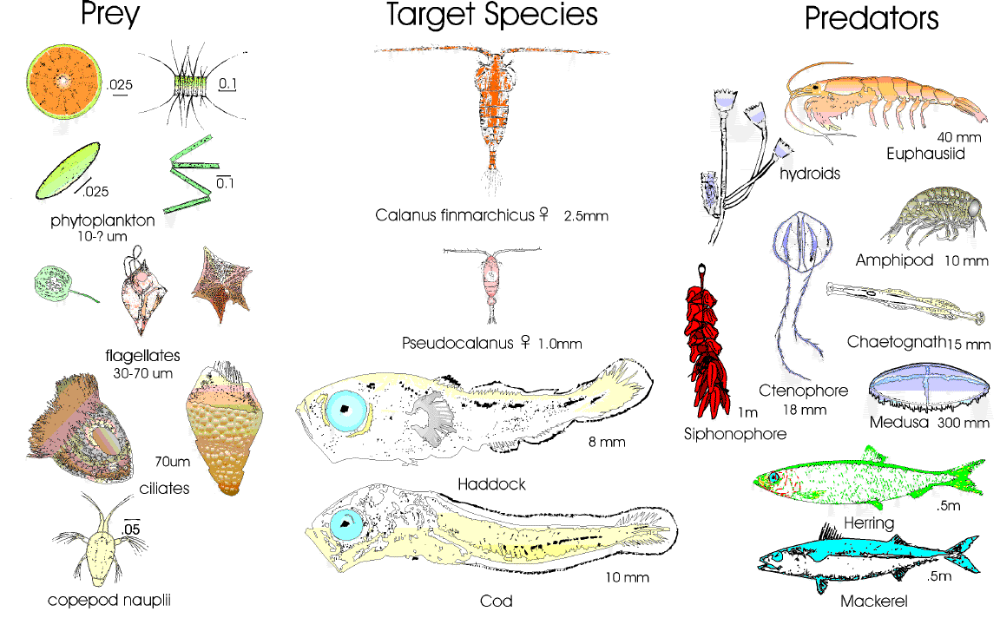 Prey
.025
0.1
.025
0.1
phytoplankton
10-? um
flagellates
30-70 um
70um
ciliates
.05
copepod nauplii
Target Species
Calanus finmarchicus ♀ 2.5mm
Pseudocalanus ♀ 1.0mm
8 mm
Haddock
10 mm
Cod
Predators
40 mm
Euphausiid
hydroids
Amphipod 10 mm
Chaetognath 15 mm
Ctenophore
18 mm
1m
Siphonophore
Medusa 300 mm
.5m
Herring
.5m
Mackerel